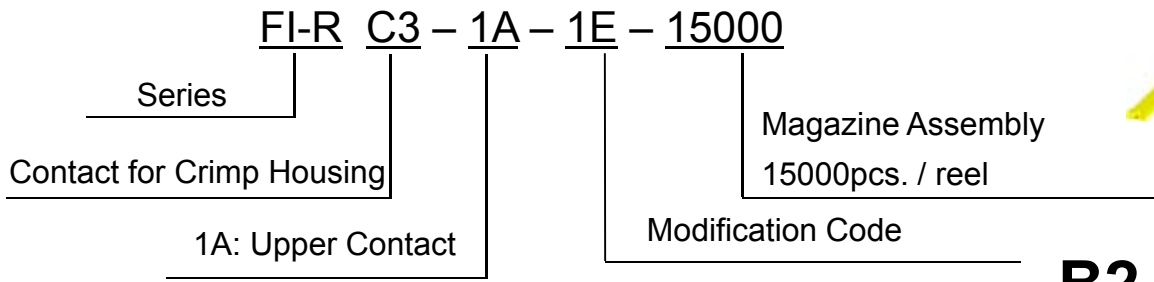 FI-R C3 – 1A – 1E – 15000
Series
Magazine Assembly
Contact for Crimp Housing
15000pcs. / reel
1A: Upper Contact
Modification Code